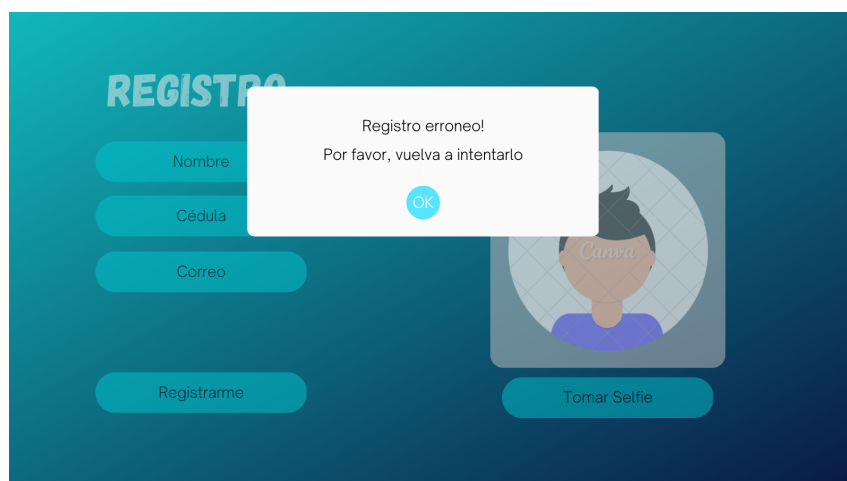 REGISTRO
Registro erroneo!
Por favor, vuelva a intentarlo
OK
Nombre
Cédula
Correo
Canva
Registrarme
Tomar Selfie